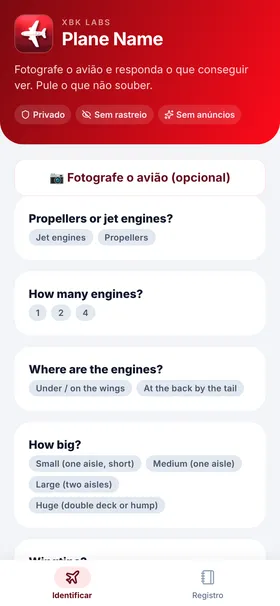 XBK LABS
Plane Name
Fotografe o avião e responda o que conseguir
ver. Pule o que não souber.
Privado
Sem rastreio
Sem anúncios
📷 Fotografe o avião (opcional)
Propellers or jet engines?
Jet engines
Propellers
How many engines?
1
2
4
Where are the engines?
Under / on the wings
At the back by the tail
How big?
Small (one aisle, short)
Medium (one aisle)
Large (two aisles)
Huge (double deck or hump)
Wingtips?
Identificar
Registro